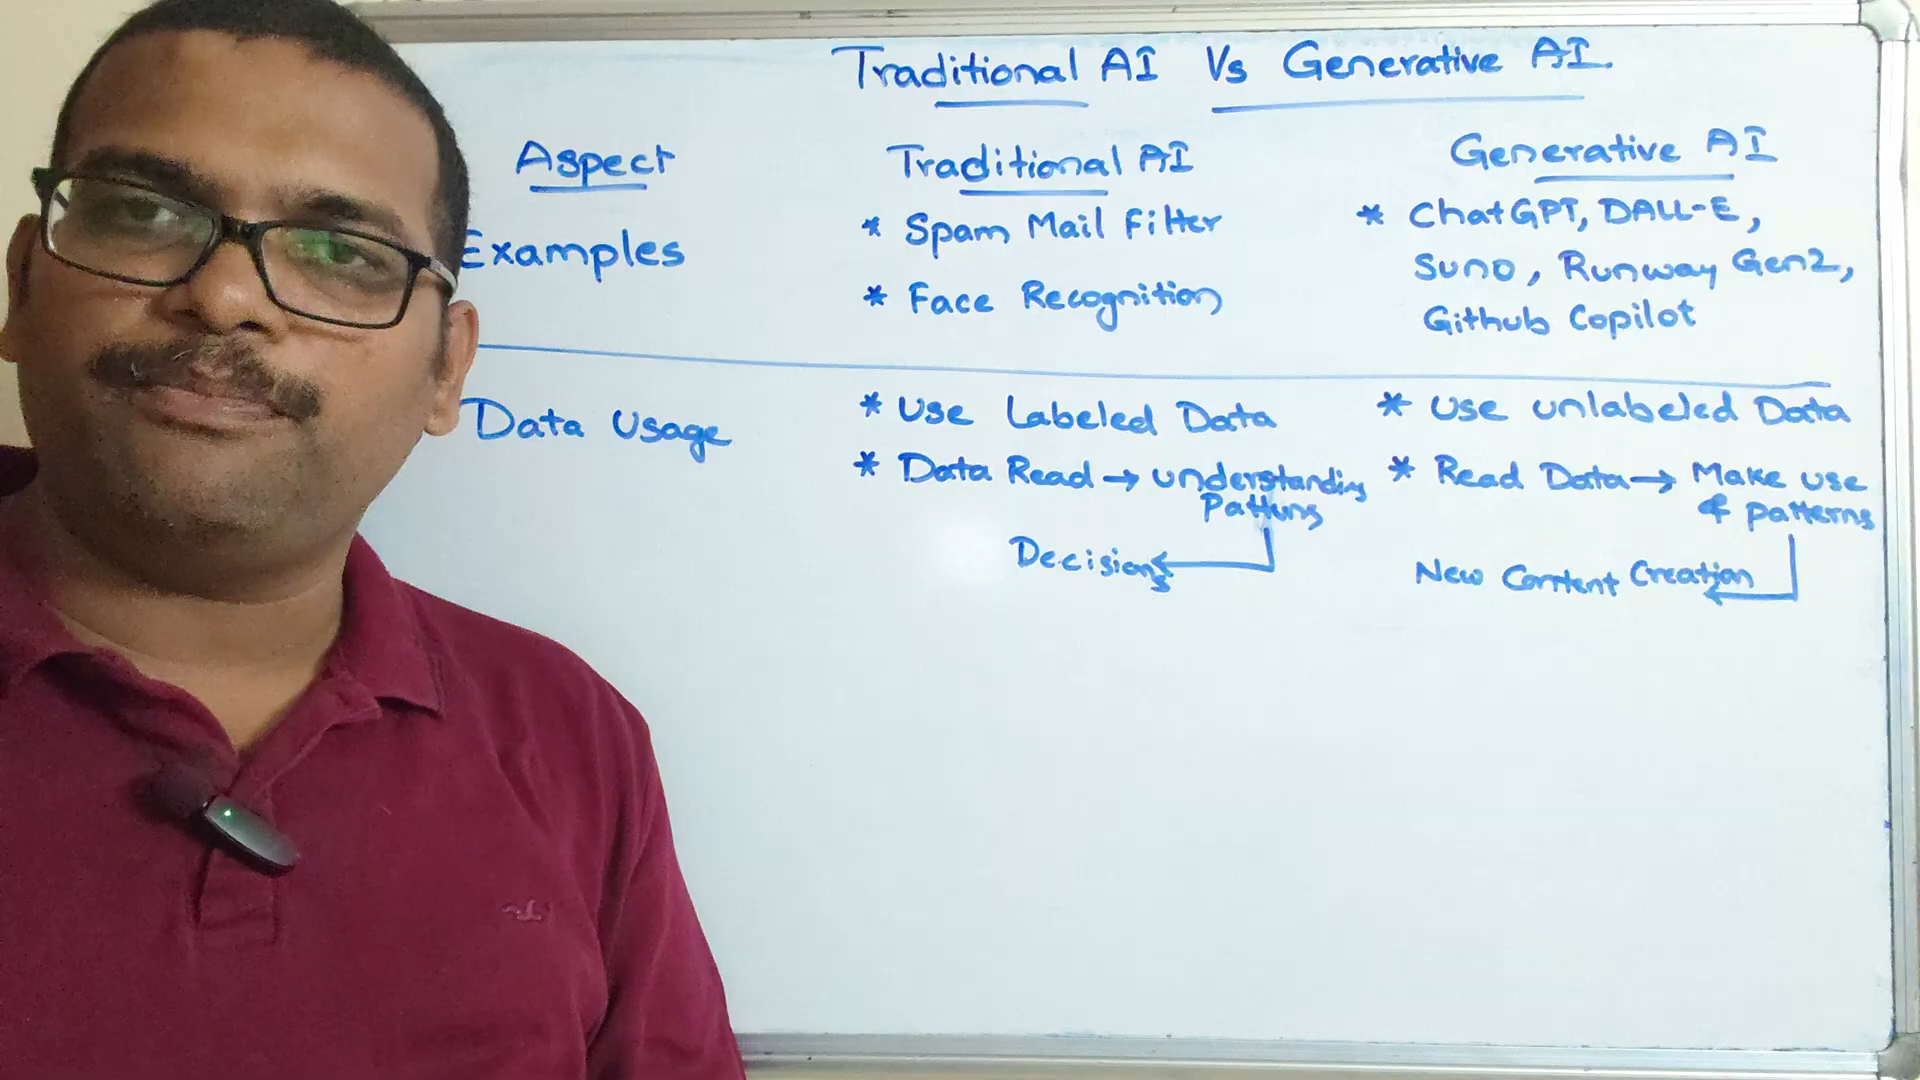 Traditional AI Vs Generative AI.
Aspect
Traditional AI
Generative AI
Examples
* Spam Mail Filter
* Face Recognition
* ChatGPT, DALL-E,
Suno, Runway Gen2,
Github Copilot
Data Usage
* Use Labeled Data
* Data Read → understanding
Patterns
Decisions
* Use unlabeled Data
* Read Data → Make use
of patterns
New Content Creation